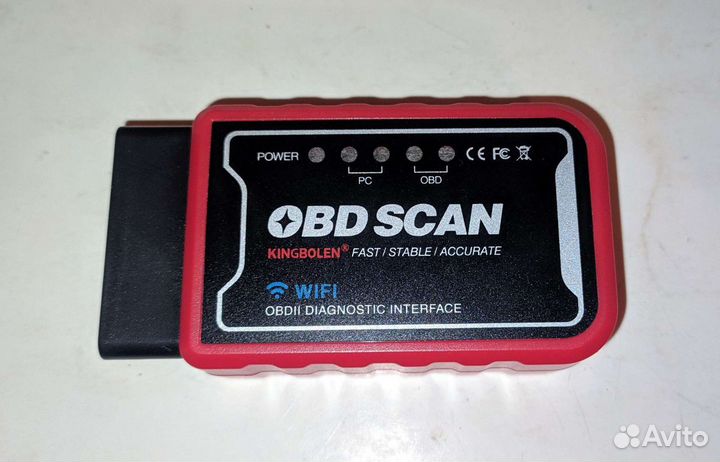 POWER CE FC
PC OBD
OBD SCAN
KINGBOLEN® FAST / STABLE / ACCURATE
WIFI
OBDII DIAGNOSTIC INTERFACE
Avito